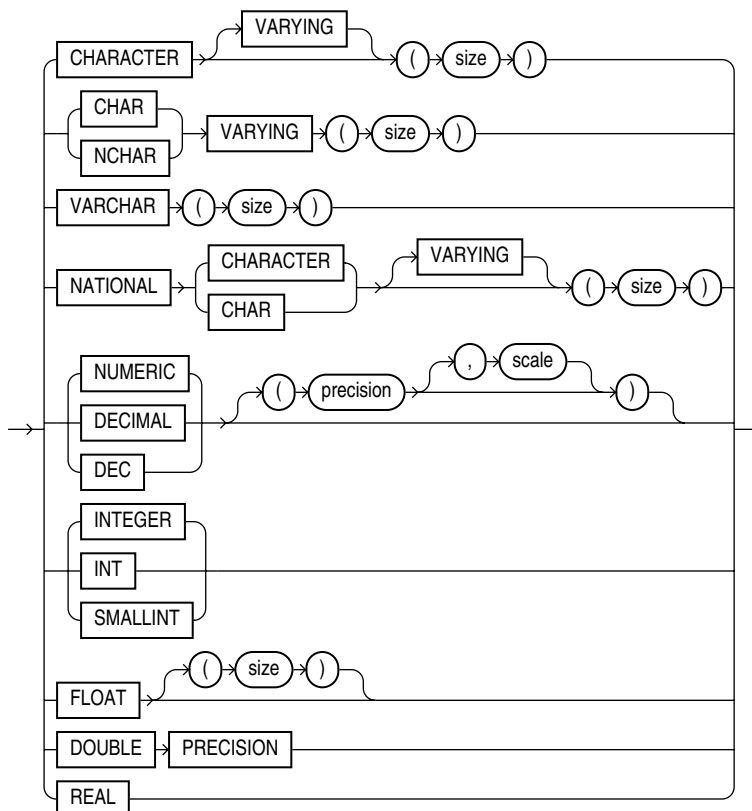 VARYING
CHARACTER ( size )
CHAR
VARYING ( size )
NCHAR
VARCHAR ( size )
CHARACTER VARYING
NATIONAL ( size )
CHAR
NUMERIC , scale
( precision )
DECIMAL
DEC
INTEGER
INT
SMALLINT
( size )
FLOAT
DOUBLE PRECISION
REAL